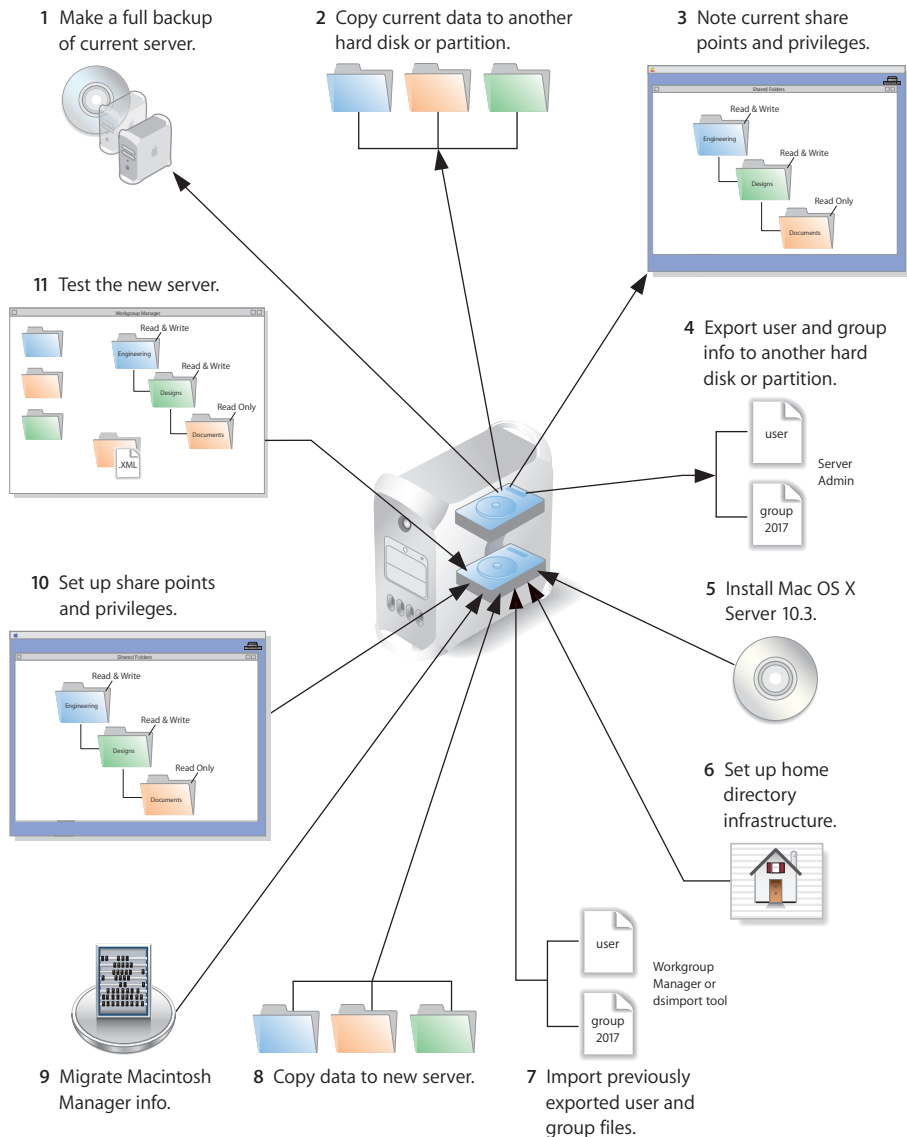 1 Make a full backup
of current server.
2 Copy current data to another
hard disk or partition.
3 Note current share
points and privileges.
Shared Folders
Read & Write
Engineering
Read & Write
Designs
Read Only
Documents
11 Test the new server.
Workgroup Manager
Read & Write
Engineering
Read & Write
Designs
Read Only
Documents
.XML
4 Export user and group
info to another hard
disk or partition.
user
Server
Admin
group
2017
10 Set up share points
and privileges.
Shared Folders
Read & Write
Engineering
Read & Write
Designs
Read Only
Documents
5 Install Mac OS X
Server 10.3.
6 Set up home
directory
infrastructure.
user
Workgroup
Manager or
dsimport tool
group
2017
9 Migrate Macintosh
Manager info.
8 Copy data to new server.
7 Import previously
exported user and
group files.